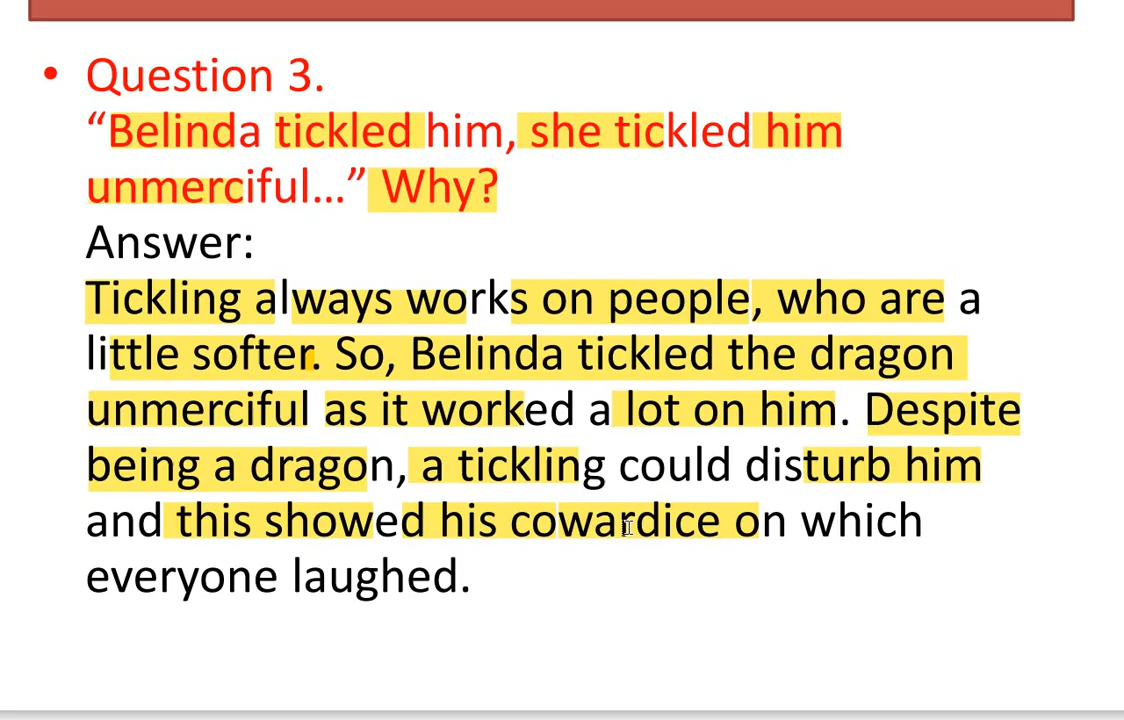 • Question 3.
“Belinda tickled him, she tickled him
unmerciful…” Why?
Answer:
Tickling always works on people, who are a
little softer. So, Belinda tickled the dragon
unmerciful as it worked a lot on him. Despite
being a dragon, a tickling could disturb him
and this showed his cowardice on which
everyone laughed.